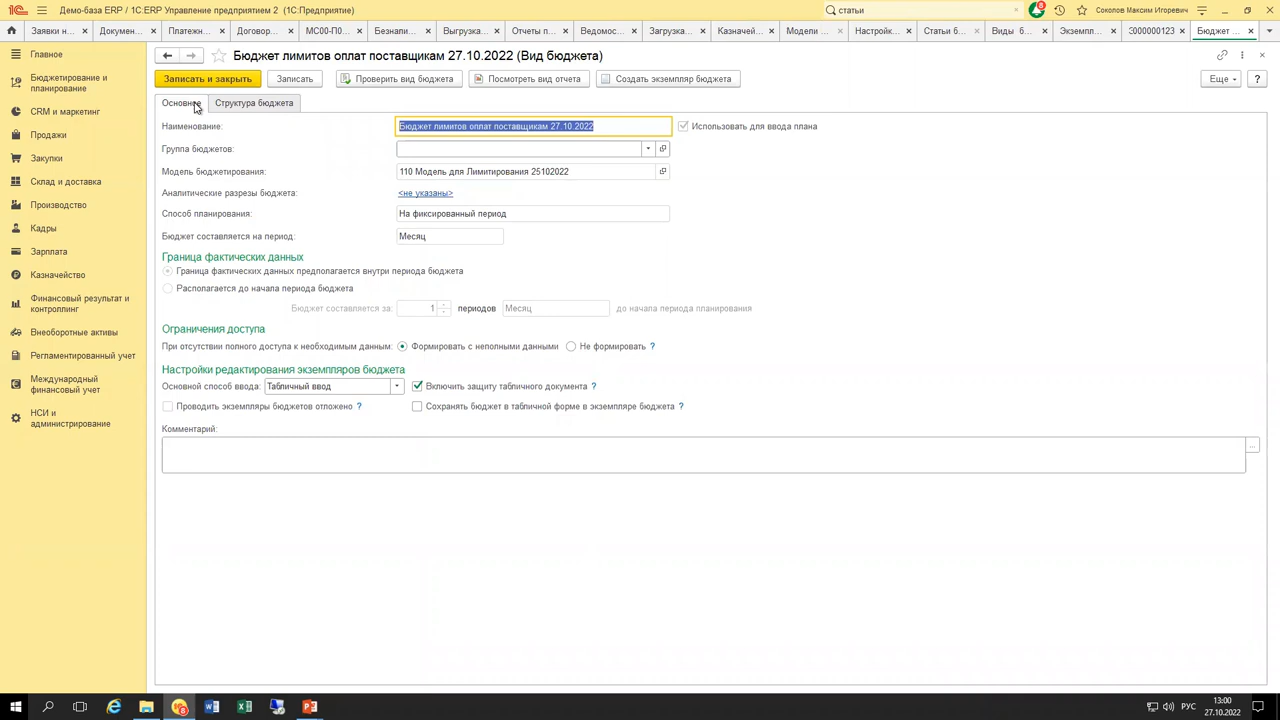 Демо-база ERP / 1С:ERP Управление предприятием 2 (1С:Предприятие)
статьи
8
Соколов Максим Игоревич
Заявки н...
Докумен...
Платежн...
Договор...
МС00-П0...
Безнали...
Выгрузк...
Отчеты п...
Ведомос...
Загрузка...
Казначей...
Модели ...
Настройк...
Статьи б...
Виды б...
Экземпл...
3000000123
Бюджет ...
Главное
Бюджетирование и
планирование
CRM и маркетинг
Продажи
Закупки
Склад и доставка
Производство
Кадры
Зарплата
Казначейство
Финансовый результат и
контроллинг
Внеоборотные активы
Регламентированный учет
Международный
финансовый учет
НСИ и
администрирование
Бюджет лимитов оплат поставщикам 27.10.2022 (Вид бюджета)
Записать и закрыть
Записать
Проверить вид бюджета
Посмотреть вид отчета
Создать экземпляр бюджета
Еще
?
Основное
Структура бюджета
Наименование: Бюджет лимитов оплат поставщикам 27.10.2022 Использовать для ввода плана
Группа бюджетов:
Модель бюджетирования: 110 Модель для Лимитирования 25102022
Аналитические разрезы бюджета: <не указаны>
Способ планирования: На фиксированный период
Бюджет составляется на период: Месяц
Граница фактических данных
Граница фактических данных предполагается внутри периода бюджета
Располагается до начала периода бюджета
Бюджет составляется за: 1 периодов Месяц до начала периода планирования
Ограничения доступа
При отсутствии полного доступа к необходимым данным: Формировать с неполными данными Не формировать ?
Настройки редактирования экземпляров бюджета
Основной способ ввода: Табличный ввод Включить защиту табличного документа ?
Проводить экземпляры бюджетов отложено ? Сохранять бюджет в табличной форме в экземпляре бюджета ?
Комментарий:
...
РУС
13:00
27.10.2022